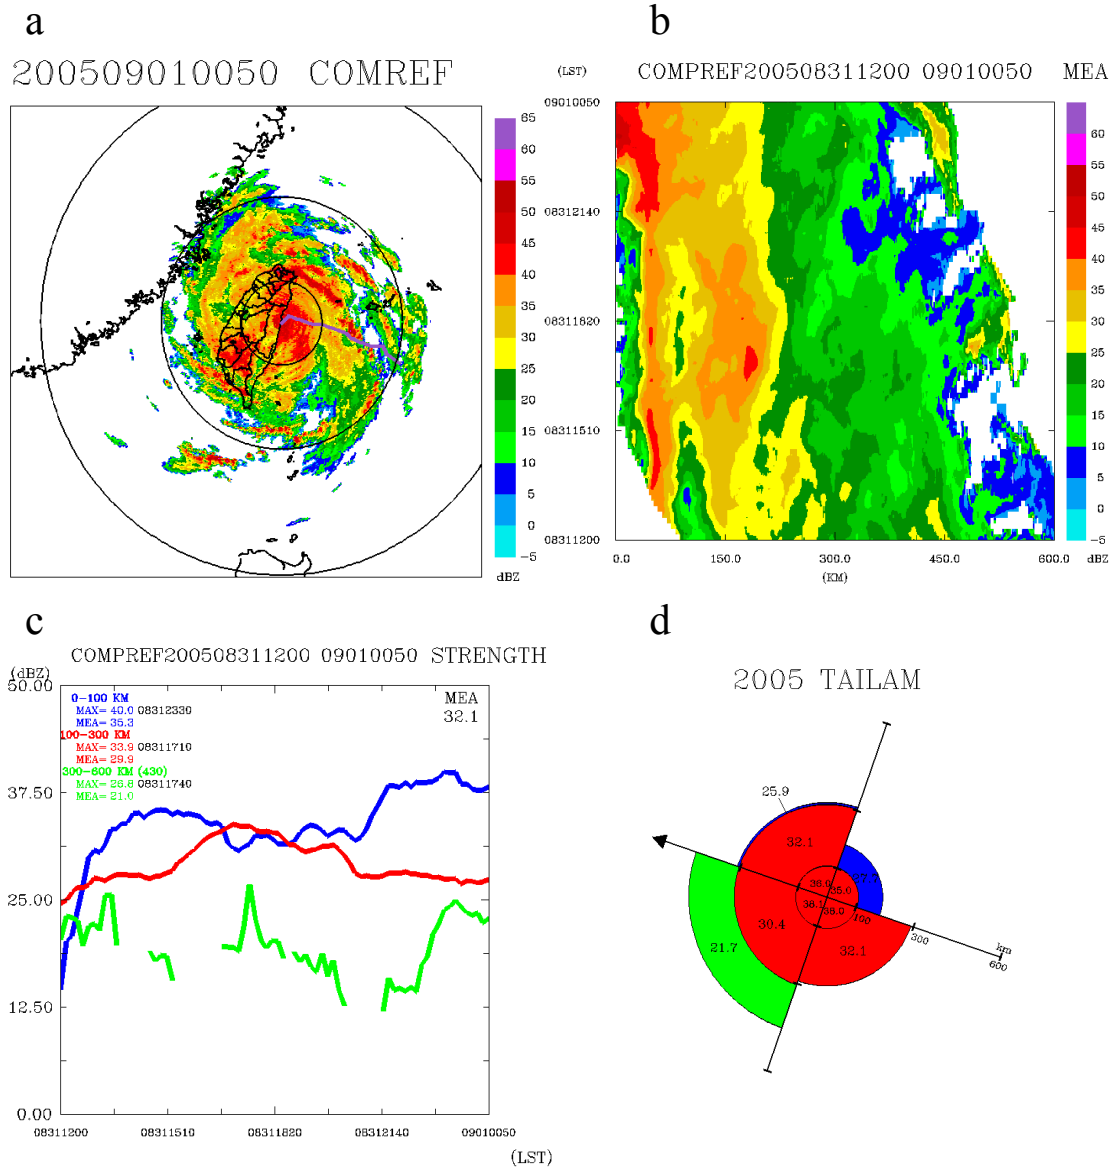 a
200509010050 COMREF
65
60
55
50
45
40
35
30
25
20
15
10
5
0
-5
dBZ
b
(LST) COMPREF200508311200 09010050 MEA
09010050
08312140
08311820
08311510
08311200
0.0 150.0 300.0 450.0 600.0
(KM)
60
55
50
45
40
35
30
25
20
15
10
5
0
-5
dBZ
c
COMPREF200508311200 09010050 STRENGTH
(dBZ)
50.00
37.50
25.00
12.50
0.00
0-100 KM
MAX= 40.0 08312330
MEA= 35.3
100-300 KM
MAX= 33.9 08311710
MEA= 29.9
300-600 KM (430)
MAX= 26.8 08311740
MEA= 21.0
MEA
32.1
08311200 08311510 08311820 08312140 09010050
(LST)
d
2005 TAILAM
25.9
32.1
27.7
36.0 35.0
36.1 38.0
30.4
32.1
21.7
100
300
km
600